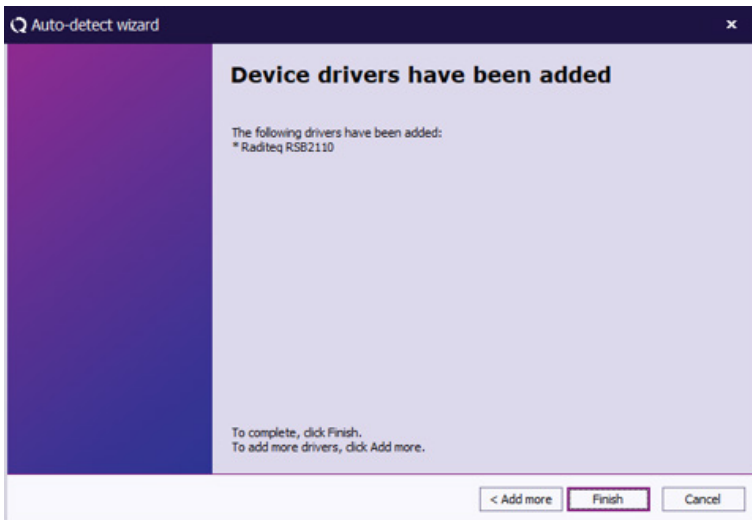 Auto-detect wizard
Device drivers have been added
The following drivers have been added:
* Raditeq RSB2110
To complete, click Finish.
To add more drivers, click Add more.
< Add more Finish Cancel